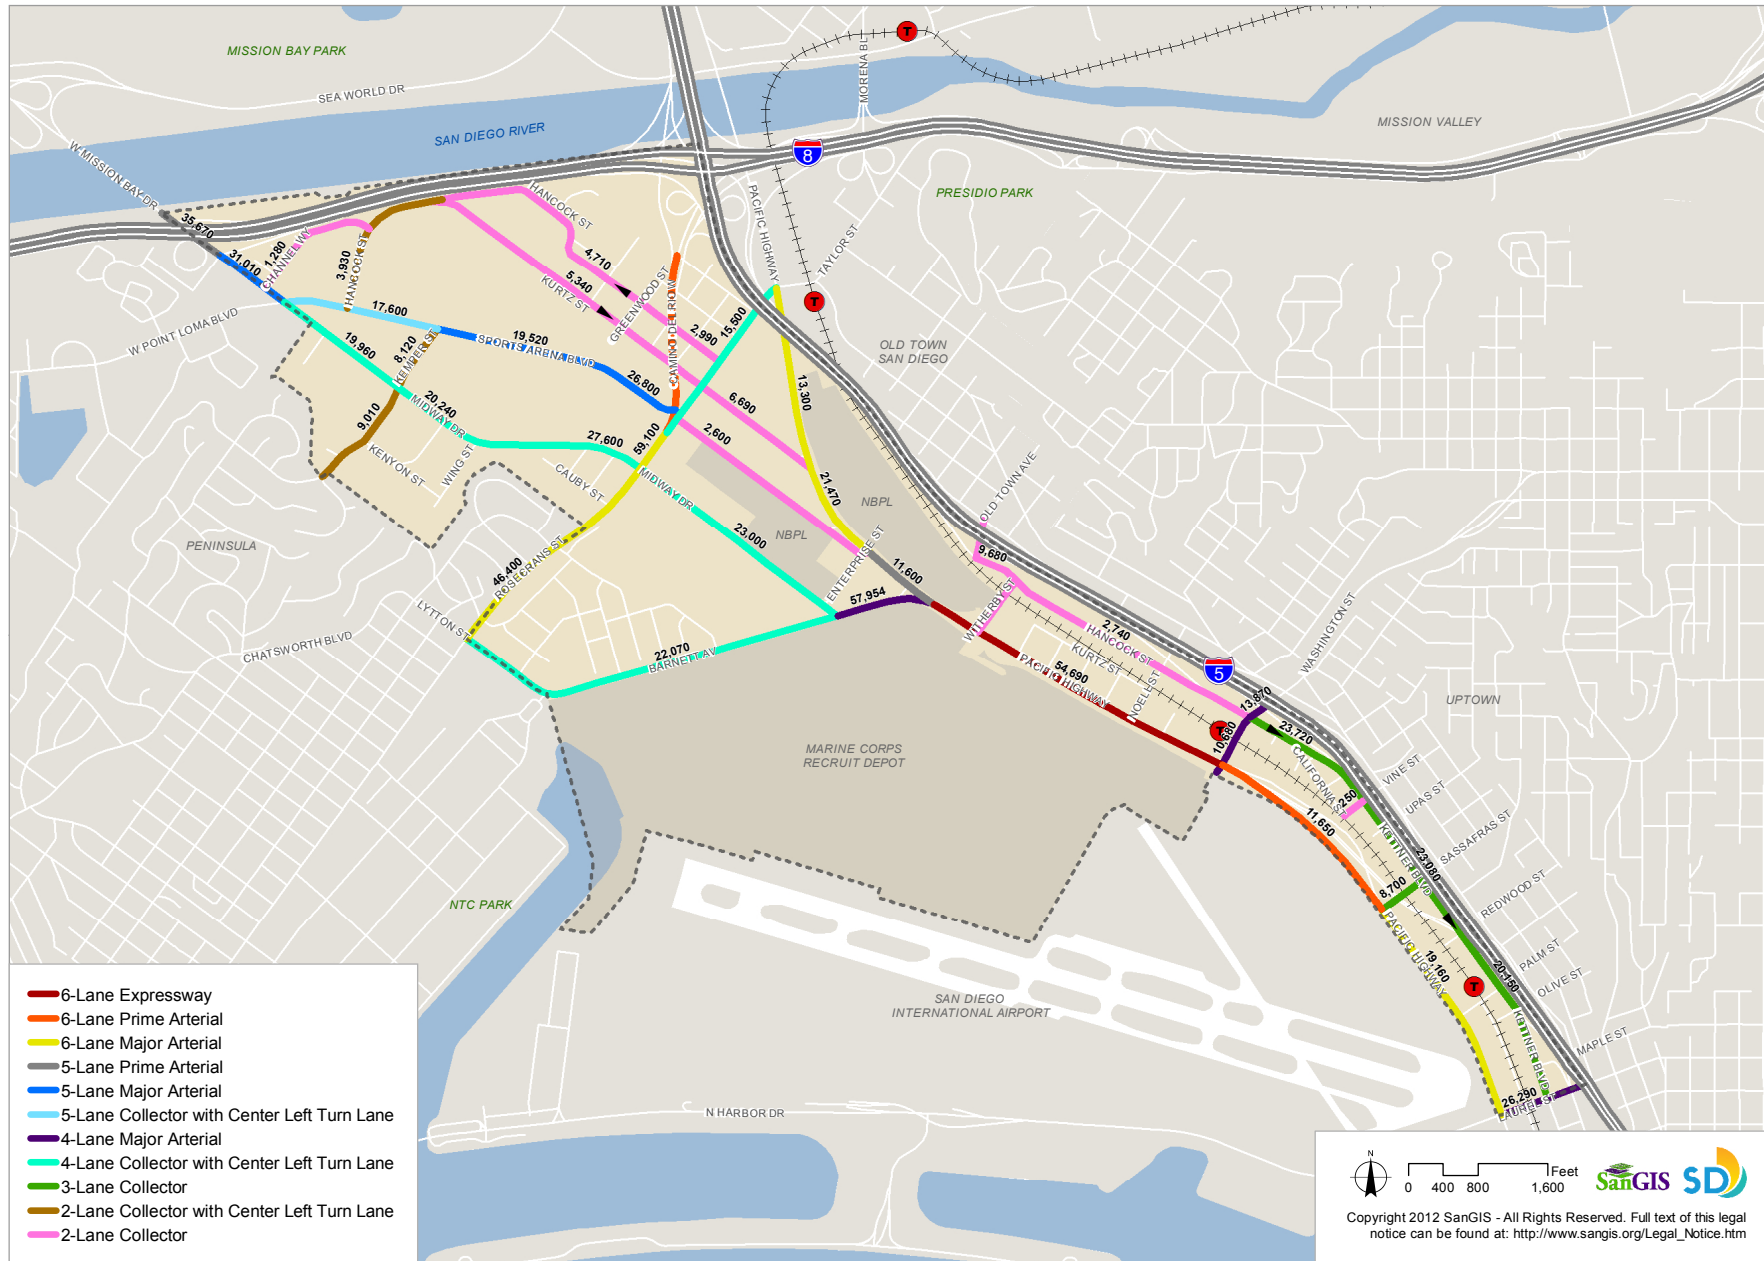 MISSION BAY PARK
SEA WORLD DR
SAN DIEGO RIVER
MORENA BL
T
8
MISSION VALLEY
W MISSION BAY DR
PRESIDIO PARK
HANCOCK ST
PACIFIC HIGHWAY
TAYLOR ST
35,670
31,010
1,280
CHANNEL WY
3,930
HANCOCK ST
4,710
5,340
KURTZ ST
GREENWOOD ST
CAMINO DEL RIO W
2,990
15,500
T
17,600
W POINT LOMA BLVD
19,960
8,120
KEMPER ST
19,520
SPORTS ARENA BLVD
26,800
OLD TOWN
SAN DIEGO
13,300
6,690
2,600
20,240
MIDWAY DR
9,010
KENYON ST
WING ST
27,600
59,100
CAUBY ST
MIDWAY DR
21,470
NBPL
NBPL
OLD TOWN AVE
23,000
ENTERPRISE ST
11,600
9,680
PENINSULA
46,400
ROSECRANS ST
LYTTON ST
57,954
WITHERBY ST
CHATSWORTH BLVD
22,070
BARNETT AV
2,740
HANCOCK ST
KURTZ ST
54,690
PACIFIC HIGHWAY
NOELL ST
WASHINGTON ST
5
UPTOWN
13,870
T
10,680
23,720
CALIFORNIA ST
MARINE CORPS
RECRUIT DEPOT
VINE ST
UPAS ST
250
11,650
KETTNER BLVD
SASSAFRAS ST
23,080
8,700
REDWOOD ST
NTC PARK
PACIFIC HIGHWAY
19,160
PALM ST
20,150
OLIVE ST
T
SAN DIEGO
INTERNATIONAL AIRPORT
KETTNER BLVD
MAPLE ST
26,290
LAUREL ST
N HARBOR DR
6-Lane Expressway
6-Lane Prime Arterial
6-Lane Major Arterial
5-Lane Prime Arterial
5-Lane Major Arterial
5-Lane Collector with Center Left Turn Lane
4-Lane Major Arterial
4-Lane Collector with Center Left Turn Lane
3-Lane Collector
2-Lane Collector with Center Left Turn Lane
2-Lane Collector
N
Feet
0 400 800 1,600
SanGIS
SD
Copyright 2012 SanGIS - All Rights Reserved. Full text of this legal
notice can be found at: http://www.sangis.org/Legal_Notice.htm